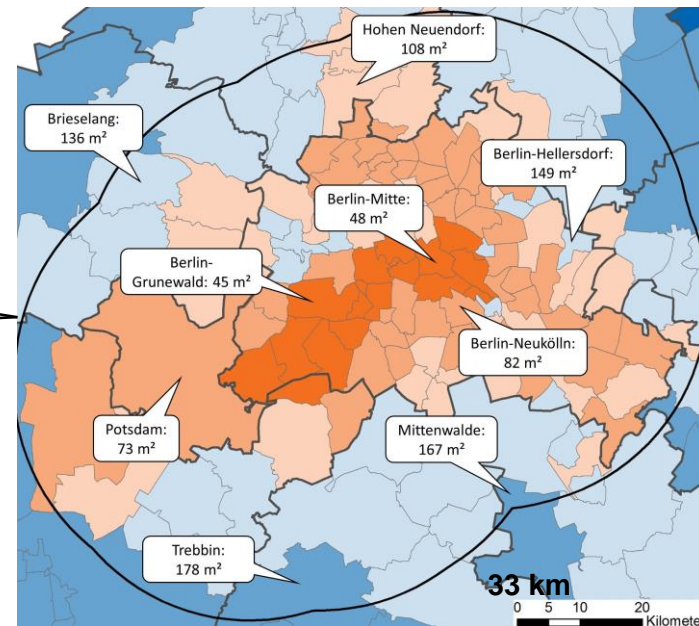 Hohen Neuendorf:
108 m²
Brieselang:
136 m²
Berlin-Hellersdorf:
149 m²
Berlin-Mitte:
48 m²
Berlin-
Grunewald: 45 m²
Berlin-Neukölln:
82 m²
Potsdam:
73 m²
Mittenwalde:
167 m²
Trebbin:
178 m²
33 km
0 5 10 20
Kilomete